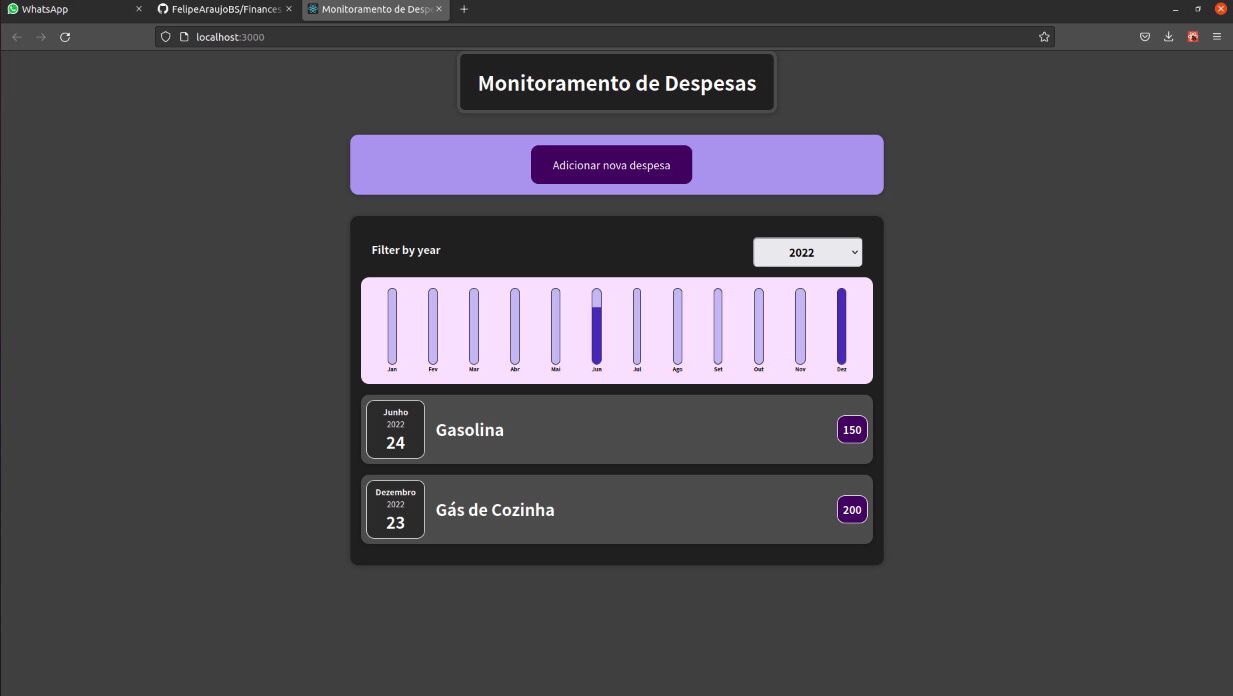 WhatsApp
FelipeAraujoBS/Finances
Monitoramento de Despe
localhost:3000
Monitoramento de Despesas
Adicionar nova despesa
Filter by year
2022
Jan Fev Mar Abr Mai Jun Jul Ago Set Out Nov Dez
Junho
2022
24
Gasolina
150
Dezembro
2022
23
Gás de Cozinha
200